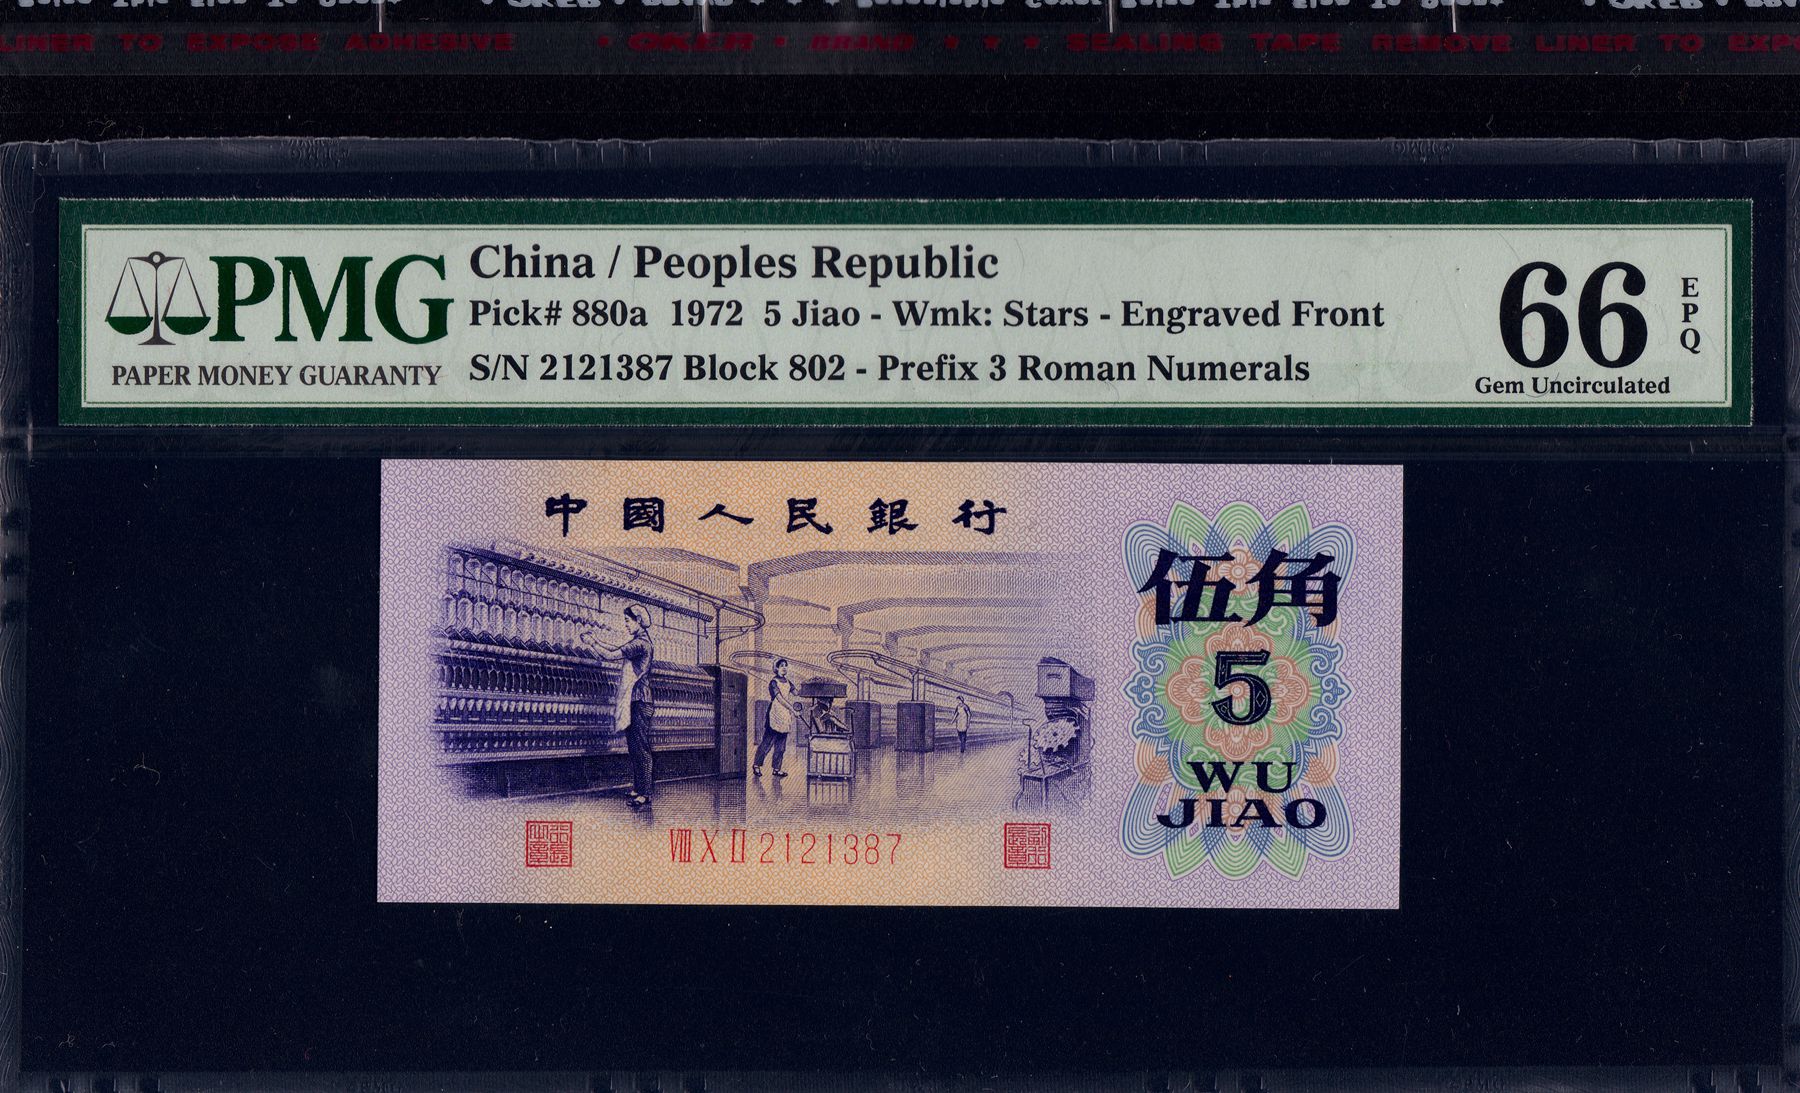 LINER TO EXPOSE ADHESIVE • OKER • BRAND ★ ★ ★ SEALING TAPE REMOVE LINER TO EXP
PMG
PAPER MONEY GUARANTY
China / Peoples Republic
Pick# 880a 1972 5 Jiao - Wmk: Stars - Engraved Front
S/N 2121387 Block 802 - Prefix 3 Roman Numerals
66
EPQ
Gem Uncirculated
中國人民銀行
伍角
5
WU
JIAO
VIII X II 2121387